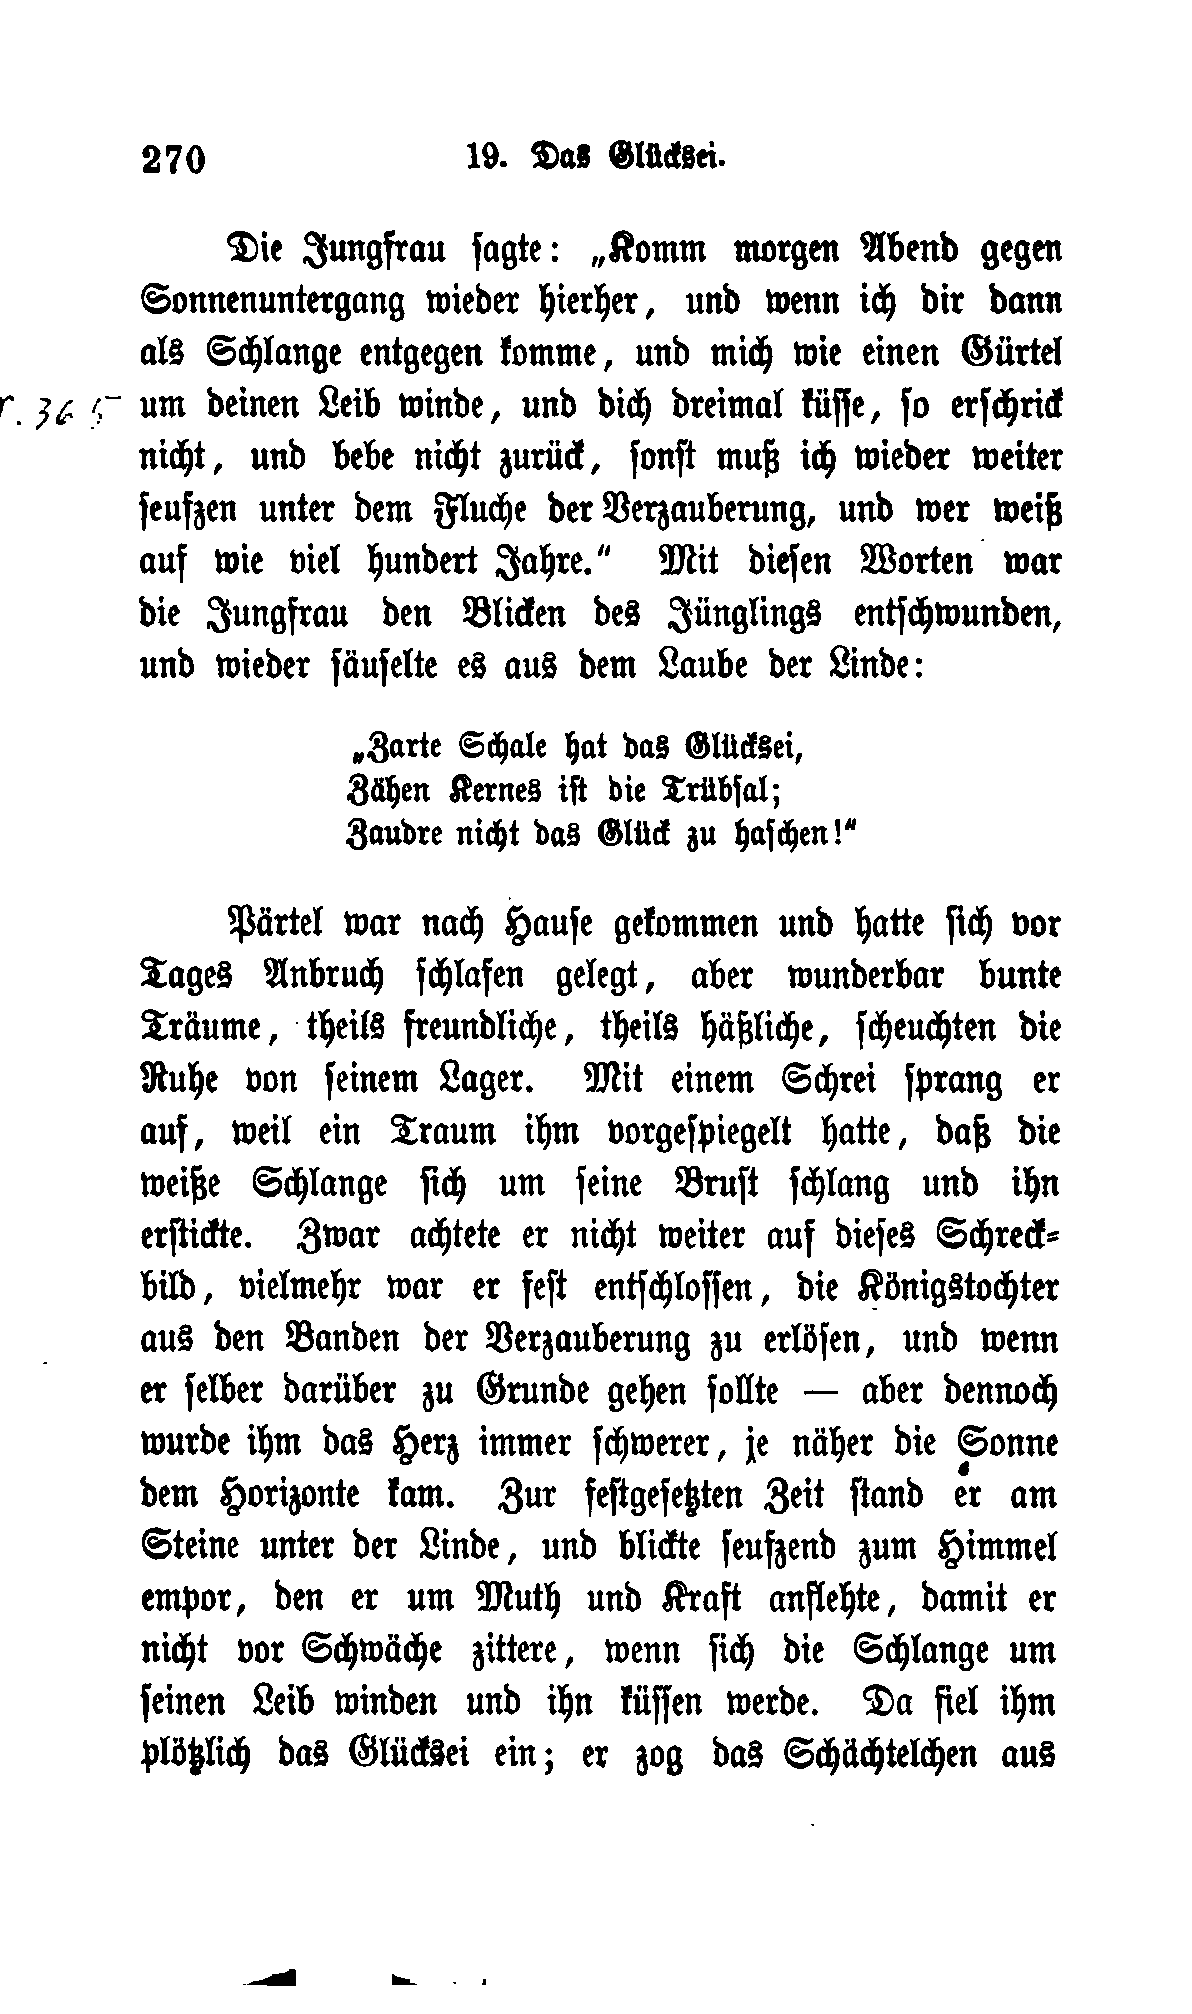 270 19. Das Glücksei.
Die Jungfrau sagte: „Komm morgen Abend gegen
Sonnenuntergang wieder hierher, und wenn ich dir dann
als Schlange entgegen komme, und mich wie einen Gürtel
um deinen Leib winde, und dich dreimal küsse, so erschrick
nicht, und bebe nicht zurück, sonst muß ich wieder weiter
seufzen unter dem Fluche der Verzauberung, und wer weiß
auf wie viel hundert Jahre.“ Mit diesen Worten war
die Jungfrau den Blicken des Jünglings entschwunden,
und wieder säuselte es aus dem Laube der Linde:
„Zarte Schale hat das Glücksei,
Zähen Kernes ist die Trübsal;
Zaudre nicht das Glück zu haschen!“
Pärtel war nach Hause gekommen und hatte sich vor
Tages Anbruch schlafen gelegt, aber wunderbar bunte
Träume, theils freundliche, theils häßliche, scheuchten die
Ruhe von seinem Lager. Mit einem Schrei sprang er
auf, weil ein Traum ihm vorgespiegelt hatte, daß die
weiße Schlange sich um seine Brust schlang und ihn
erstickte. Zwar achtete er nicht weiter auf dieses Schreck-
bild, vielmehr war er fest entschlossen, die Königstochter
aus den Banden der Verzauberung zu erlösen, und wenn
er selber darüber zu Grunde gehen sollte — aber dennoch
wurde ihm das Herz immer schwerer, je näher die Sonne
dem Horizonte kam. Zur festgesetzten Zeit stand er am
Steine unter der Linde, und blickte seufzend zum Himmel
empor, den er um Muth und Kraft anflehte, damit er
nicht vor Schwäche zittere, wenn sich die Schlange um
seinen Leib winden und ihn küssen werde. Da fiel ihm
plötzlich das Glücksei ein; er zog das Schächtelchen aus